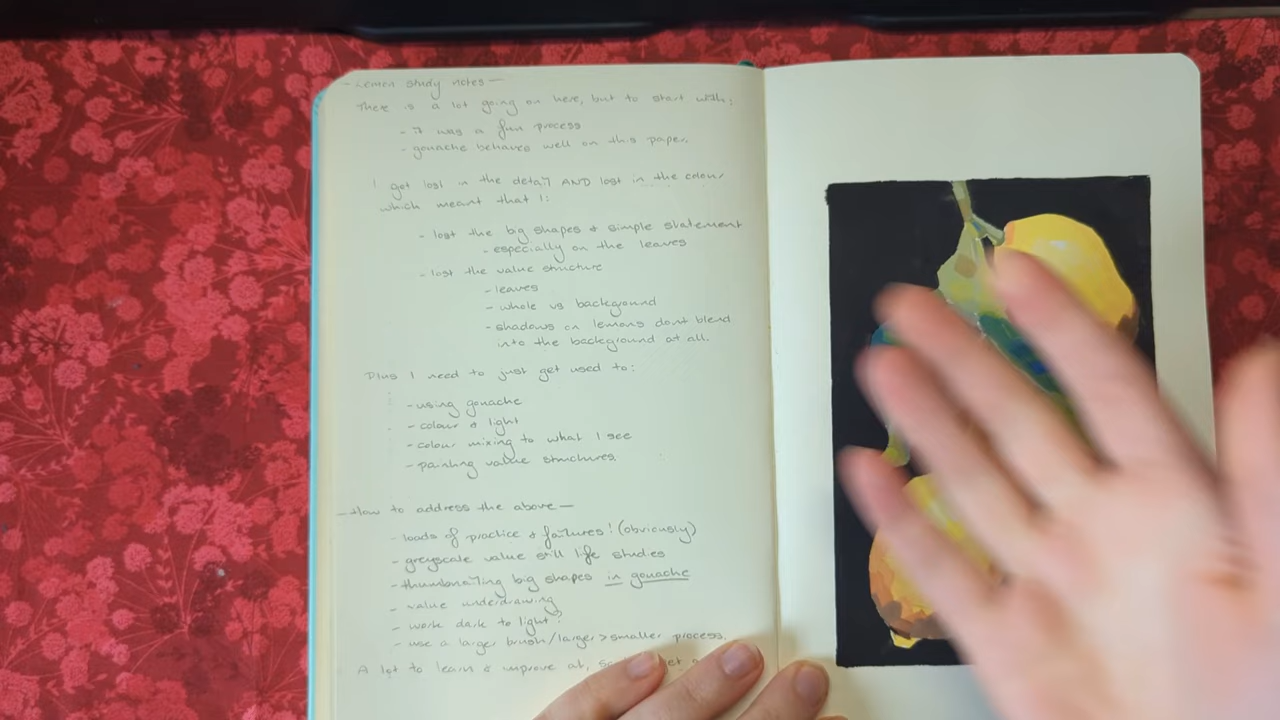 - Lemon study notes -
There is a lot going on here, but to start with:
- It was a fun process
- gouache behaves well on this paper.
I got lost in the detail AND lost in the colour
which meant that I:
- lost the big shapes & simple statement
- especially on the leaves
- lost the value structure
- leaves
- whole vs background
- shadows on lemons dont blend
into the background at all.
Plus I need to just get used to:
- using gouache
- colour & light
- colour mixing to what I see
- painting value structures
- How to address the above -
- loads of practice & failures! (obviously)
- greyscale value still life studies
- thumbnailing big shapes in gouache
- value underdrawing
- work dark to light?
- use a larger brush/larger > smaller process.
A lot to learn & improve at,